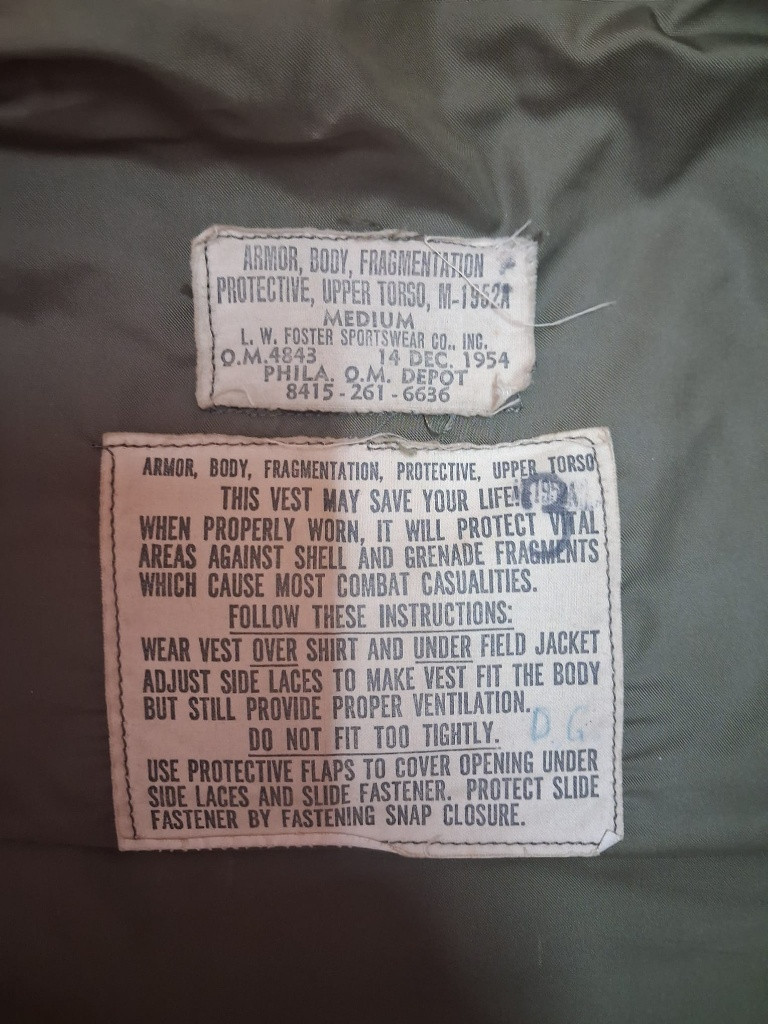 ARMOR, BODY, FRAGMENTATION
PROTECTIVE, UPPER TORSO, M-1952A
MEDIUM
L. W. FOSTER SPORTSWEAR CO., INC.
Q.M.4843 14 DEC. 1954
PHILA. Q.M. DEPOT
8415-261-6636
ARMOR, BODY, FRAGMENTATION, PROTECTIVE, UPPER TORSO
THIS VEST MAY SAVE YOUR LIFE!
WHEN PROPERLY WORN, IT WILL PROTECT VITAL
AREAS AGAINST SHELL AND GRENADE FRAGMENTS
WHICH CAUSE MOST COMBAT CASUALITIES.
FOLLOW THESE INSTRUCTIONS:
WEAR VEST OVER SHIRT AND UNDER FIELD JACKET
ADJUST SIDE LACES TO MAKE VEST FIT THE BODY
BUT STILL PROVIDE PROPER VENTILATION.
DO NOT FIT TOO TIGHTLY. D.G
USE PROTECTIVE FLAPS TO COVER OPENING UNDER
SIDE LACES AND SLIDE FASTENER. PROTECT SLIDE
FASTENER BY FASTENING SNAP CLOSURE.